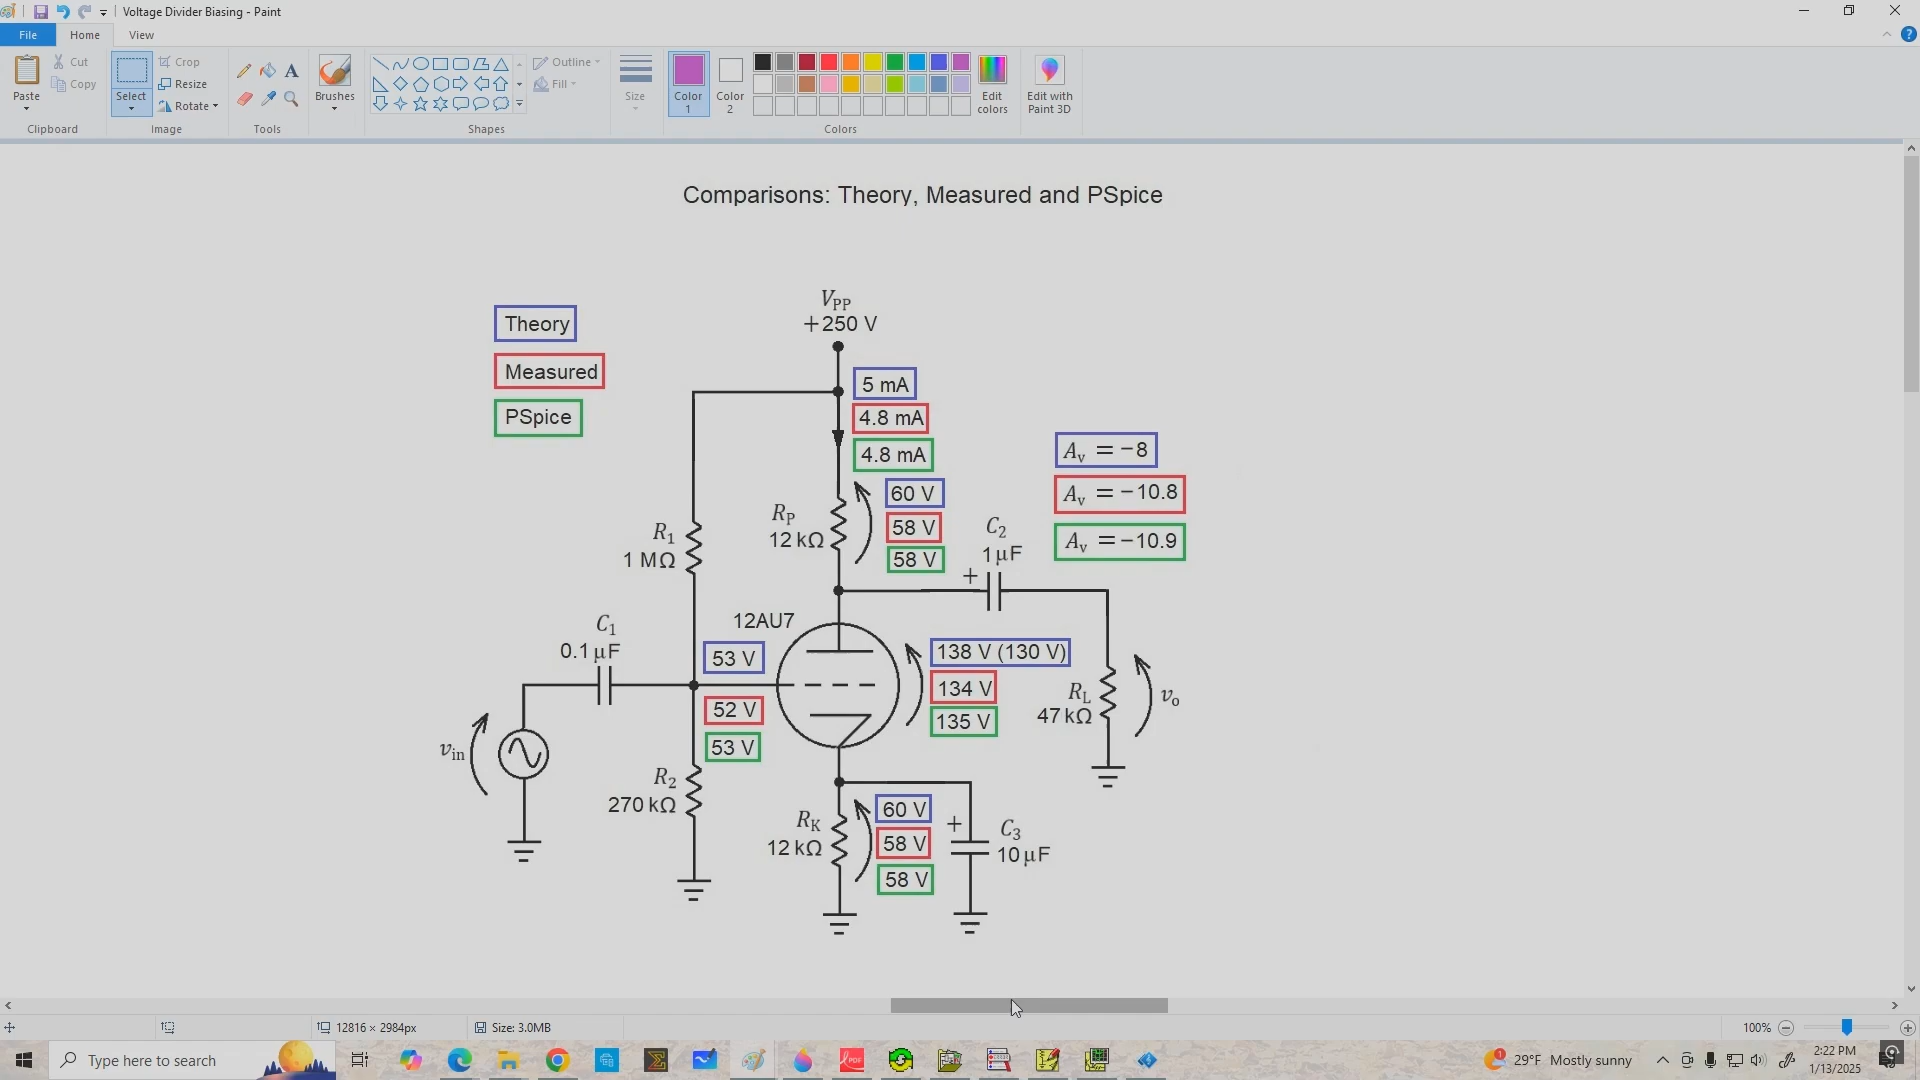 Voltage Divider Biasing - Paint
File
Home
View
Paste
Cut
Copy
Clipboard
Select
Crop
Resize
Rotate
Image
Tools
Brushes
Shapes
Outline
Fill
Size
Color 1
Color 2
Colors
Edit colors
Edit with Paint 3D
Comparisons: Theory, Measured and PSpice
Theory
Measured
PSpice
VPP
+250 V
5 mA
4.8 mA
4.8 mA
Av = −8
Av = −10.8
Av = −10.9
R1
1 MΩ
RP
12 kΩ
60 V
58 V
58 V
C2
1 μF
+
12AU7
C1
0.1 μF
53 V
52 V
53 V
138 V (130 V)
134 V
135 V
RL
47 kΩ
vo
vin
R2
270 kΩ
RK
12 kΩ
60 V
58 V
58 V
+
C3
10 μF
12816 × 2984px
Size: 3.0MB
100%
Type here to search
29°F Mostly sunny
2:22 PM
1/13/2025